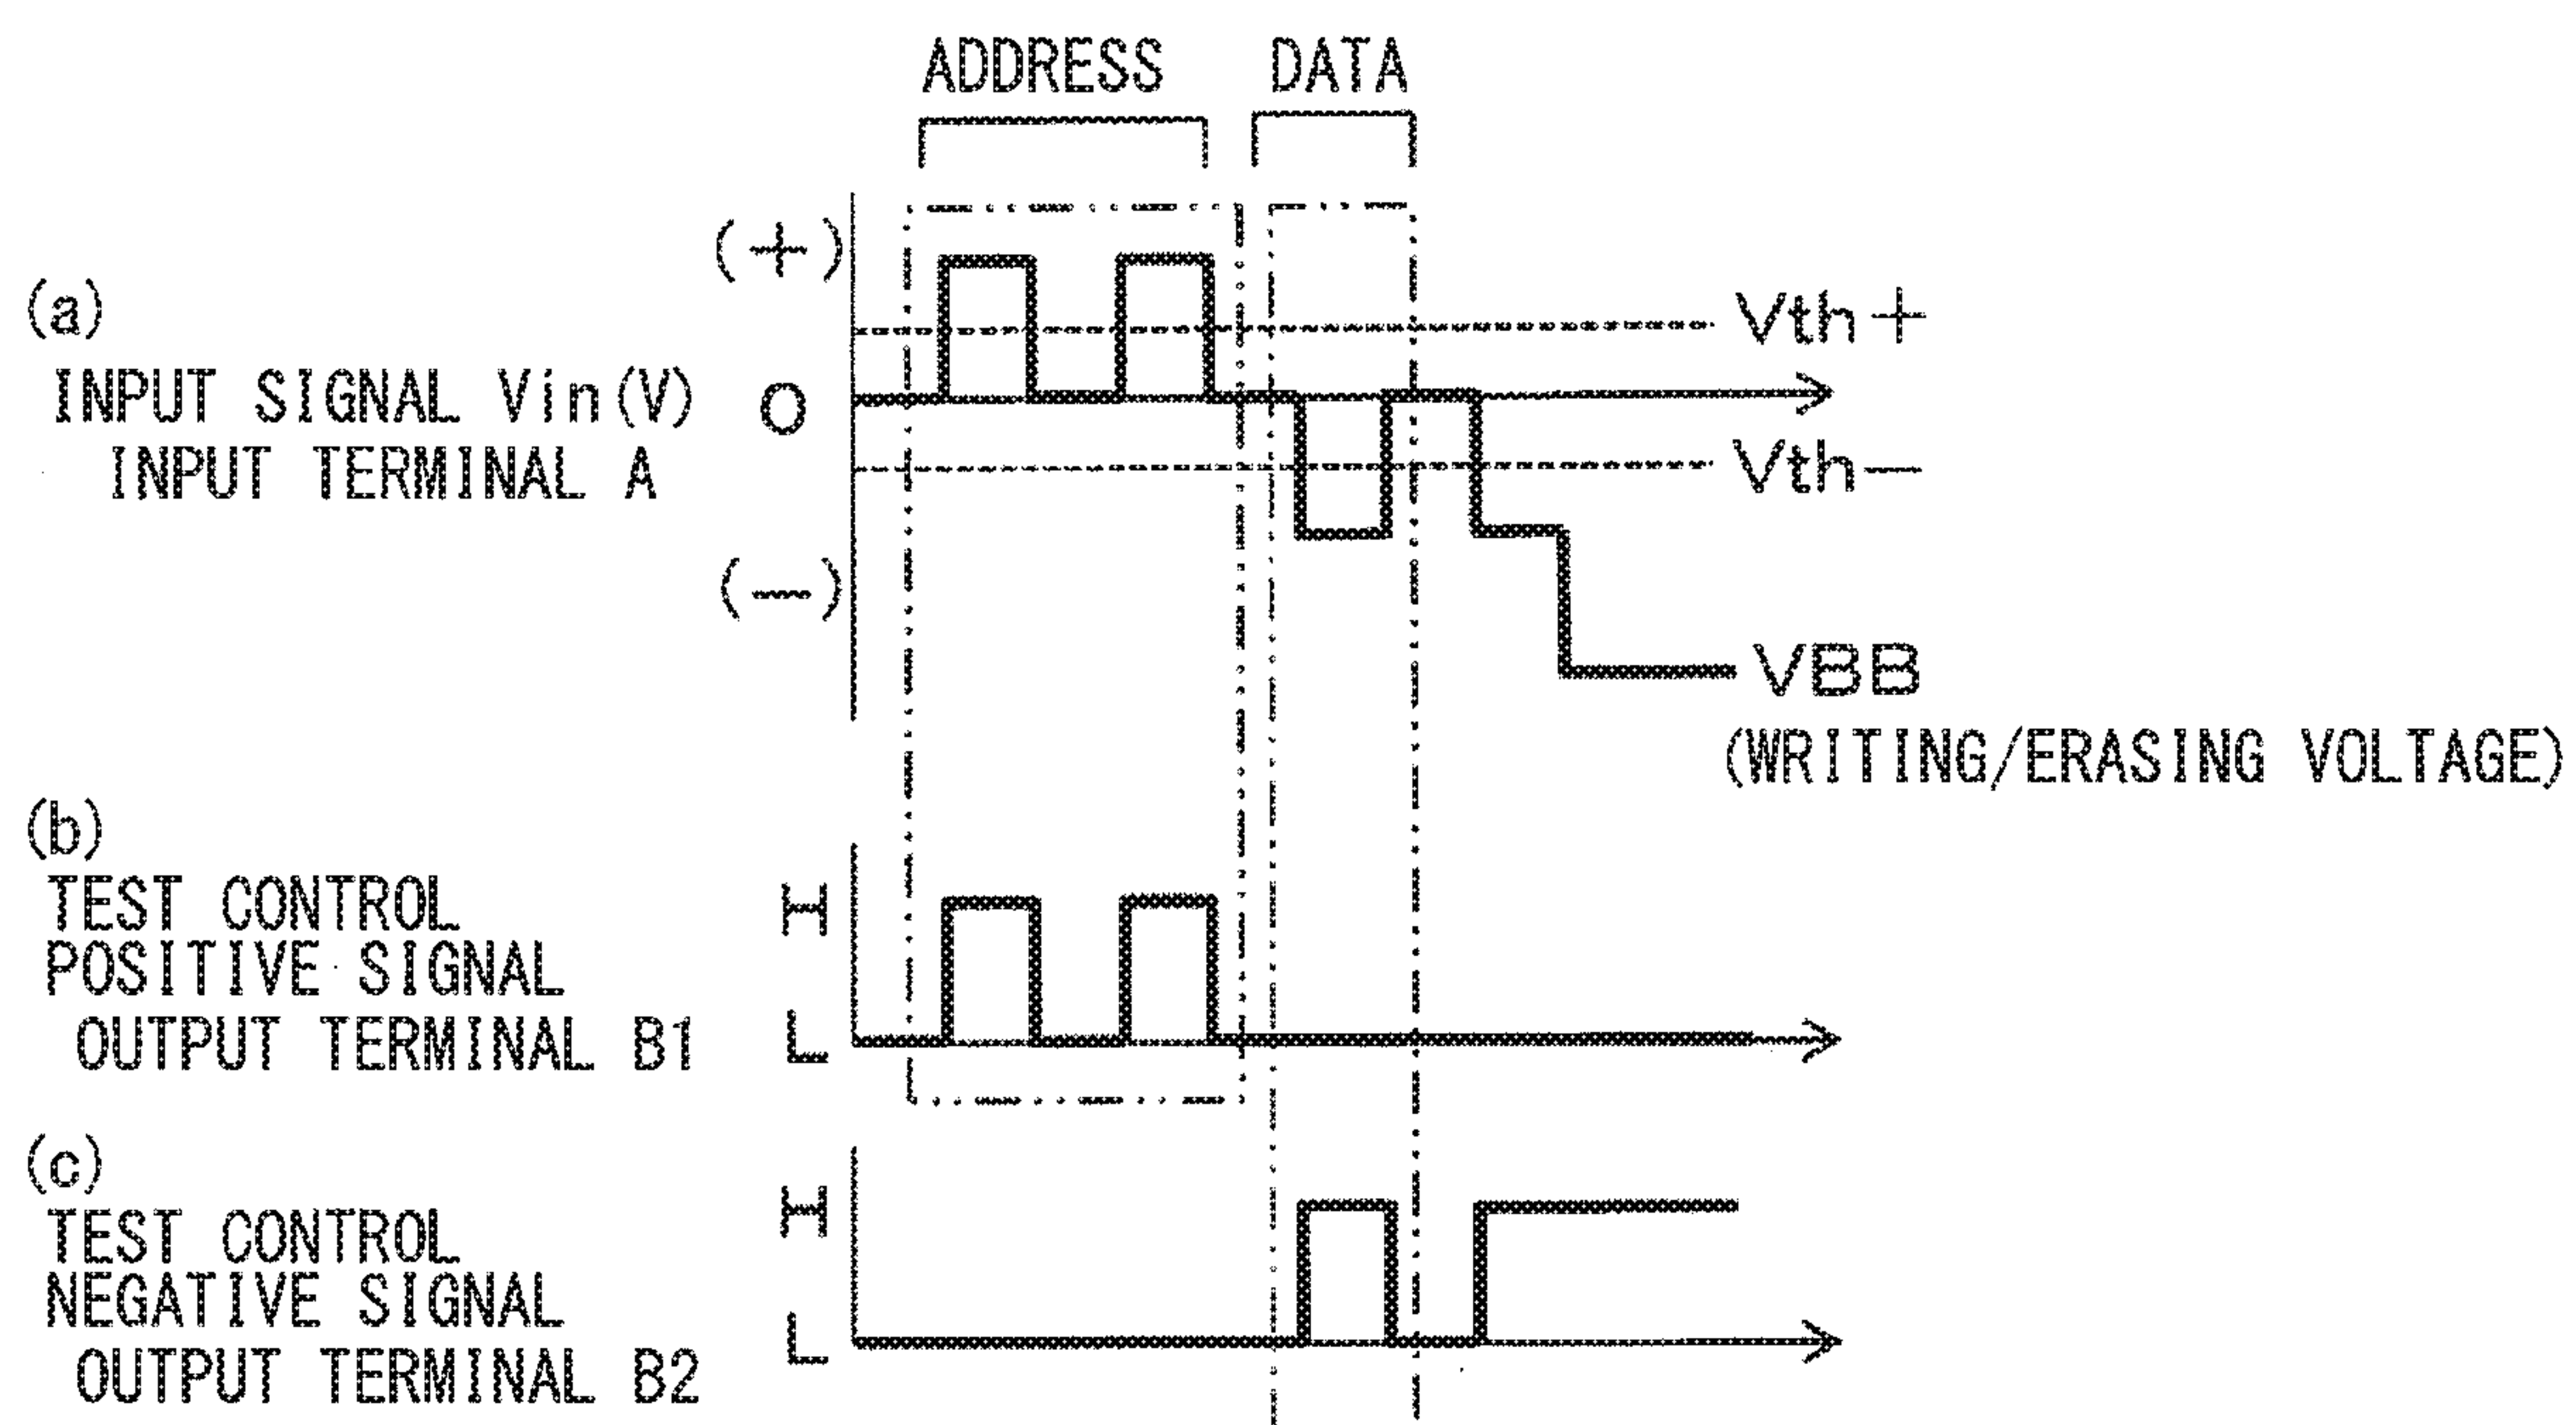 ADDRESS DATA
(+)
(a)
Vth+
INPUT SIGNAL Vin(V) 0
INPUT TERMINAL A
Vth−
(−)
VBB
(WRITING/ERASING VOLTAGE)
(b)
TEST CONTROL H
POSITIVE SIGNAL
OUTPUT TERMINAL B1 L
(c)
TEST CONTROL H
NEGATIVE SIGNAL
OUTPUT TERMINAL B2 L